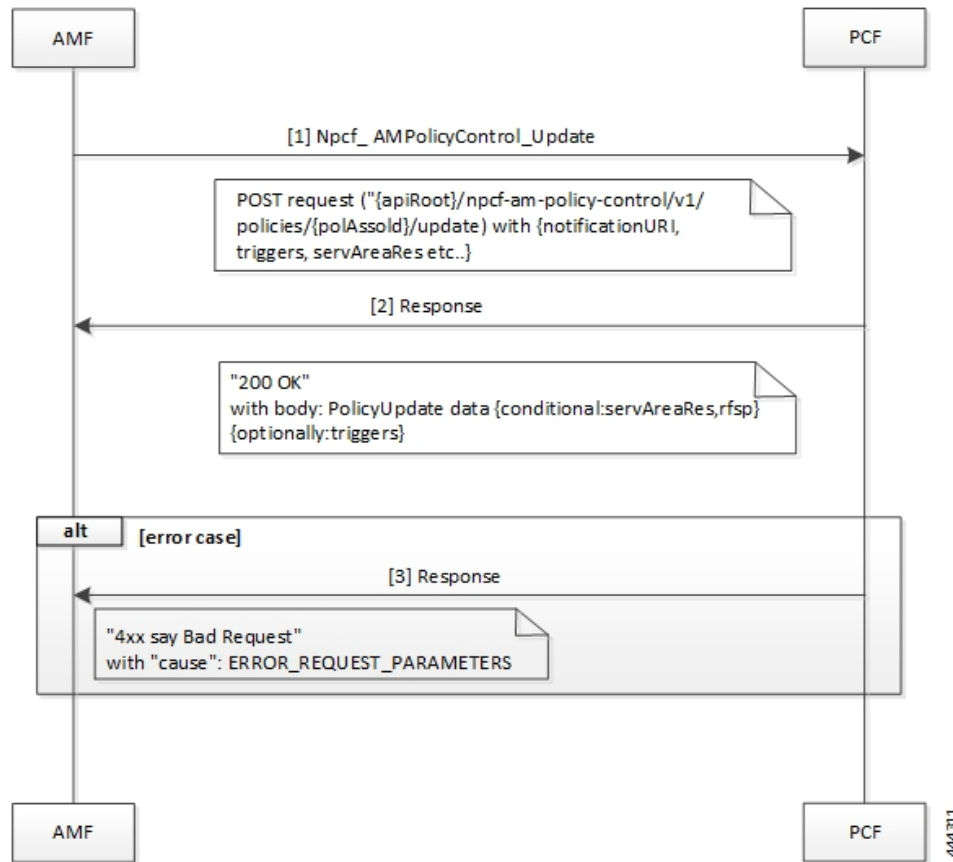 AMF
PCF
[1] Npcf_ AMPolicyControl_Update
POST request ("{apiRoot}/npcf-am-policy-control/v1/
policies/{polAssoId}/update) with {notificationURI,
triggers, servAreaRes etc..}
[2] Response
"200 OK"
with body: PolicyUpdate data {conditional:servAreaRes,rfsp}
{optionally:triggers}
alt
[error case]
[3] Response
"4xx say Bad Request"
with "cause": ERROR_REQUEST_PARAMETERS
AMF
PCF
444311